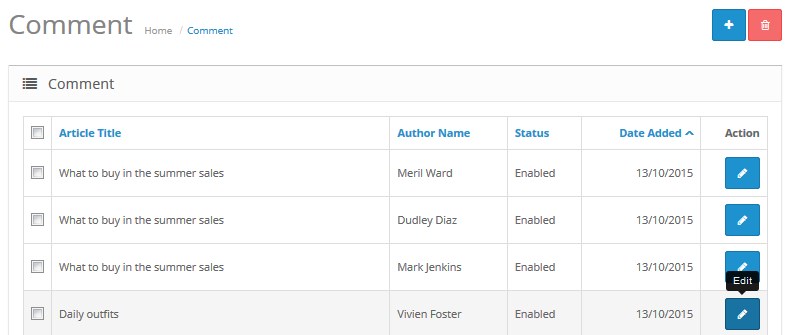 Comment Home / Comment
Comment
Article Title Author Name Status Date Added Action
What to buy in the summer sales Meril Ward Enabled 13/10/2015
What to buy in the summer sales Dudley Diaz Enabled 13/10/2015
What to buy in the summer sales Mark Jenkins Enabled 13/10/2015
Edit
Daily outfits Vivien Foster Enabled 13/10/2015